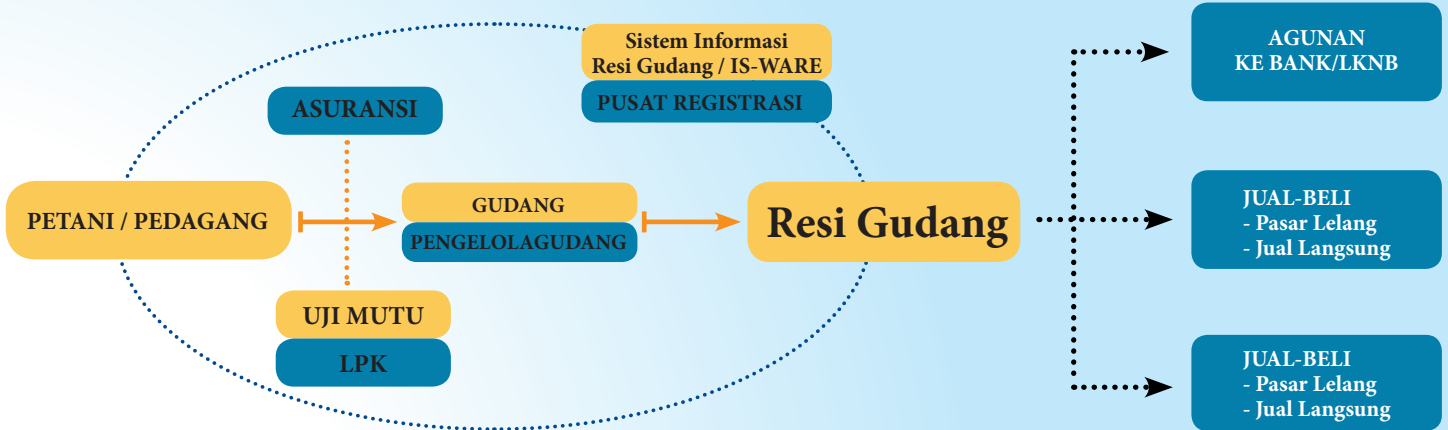 Sistem Informasi
Resi Gudang / IS-WARE
PUSAT REGISTRASI
ASURANSI
PETANI / PEDAGANG
GUDANG
PENGELOLAGUDANG
Resi Gudang
UJI MUTU
LPK
AGUNAN
KE BANK/LKNB
JUAL-BELI
- Pasar Lelang
- Jual Langsung
JUAL-BELI
- Pasar Lelang
- Jual Langsung